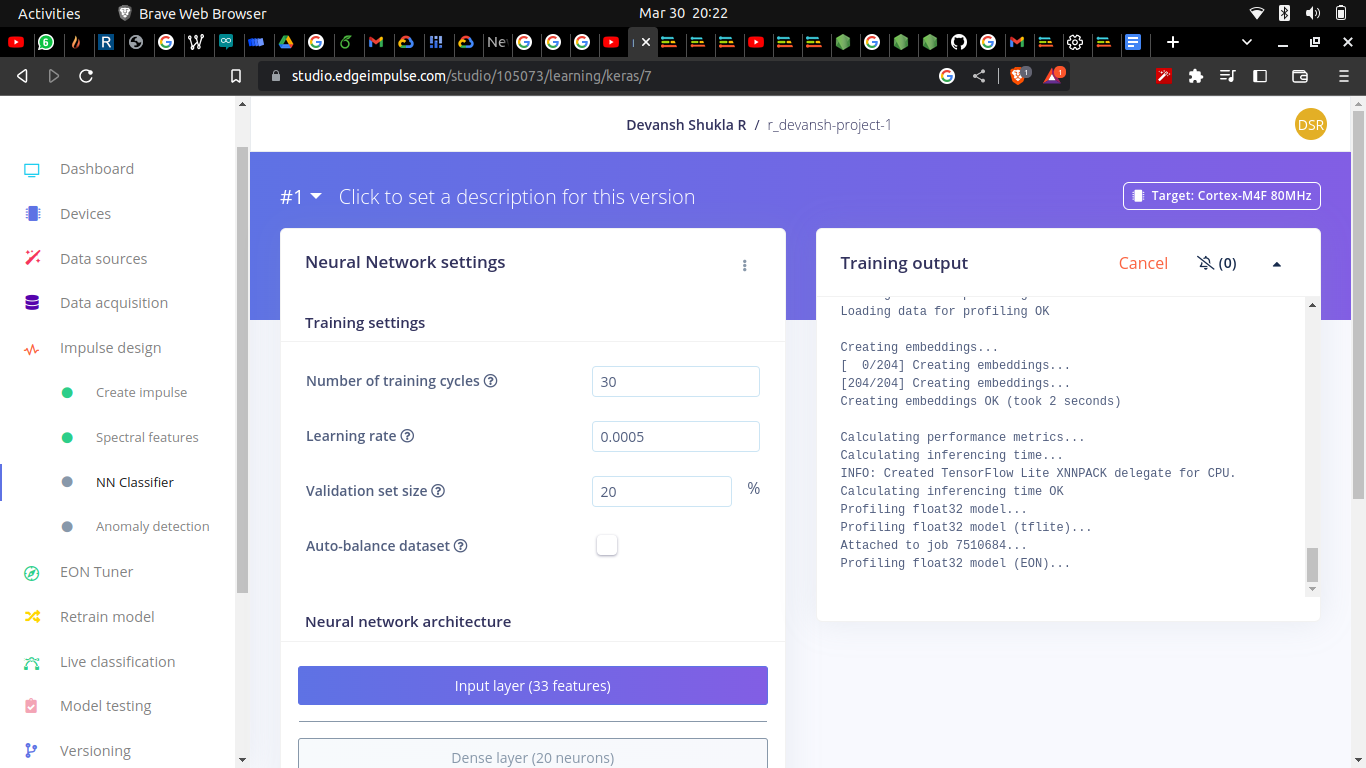 Activities
Brave Web Browser
Mar 30 20:22
Ne
studio.edgeimpulse.com/studio/105073/learning/keras/7
1
1
Devansh Shukla R / r_devansh-project-1
DSR
Dashboard
Devices
Data sources
Data acquisition
Impulse design
Create impulse
Spectral features
NN Classifier
Anomaly detection
EON Tuner
Retrain model
Live classification
Model testing
Versioning
#1
Click to set a description for this version
Target: Cortex-M4F 80MHz
Neural Network settings
Training settings
Number of training cycles ?
30
Learning rate ?
0.0005
Validation set size ?
20
%
Auto-balance dataset ?
Neural network architecture
Input layer (33 features)
Dense layer (20 neurons)
Training output
Cancel
(0)
Loading data for profiling OK
Creating embeddings...
[  0/204] Creating embeddings...
[204/204] Creating embeddings...
Creating embeddings OK (took 2 seconds)
Calculating performance metrics...
Calculating inferencing time...
INFO: Created TensorFlow Lite XNNPACK delegate for CPU.
Calculating inferencing time OK
Profiling float32 model...
Profiling float32 model (tflite)...
Attached to job 7510684...
Profiling float32 model (EON)...